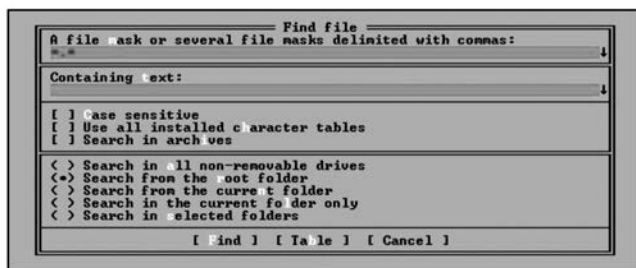 Find file
A file mask or several file masks delimited with commas:
*.*
Containing text:
[ ] Case sensitive
[ ] Use all installed character tables
[ ] Search in archives
( ) Search in all non-removable drives
(•) Search from the root folder
( ) Search from the current folder
( ) Search in the current folder only
( ) Search in selected folders
[ Find ] [ Table ] [ Cancel ]